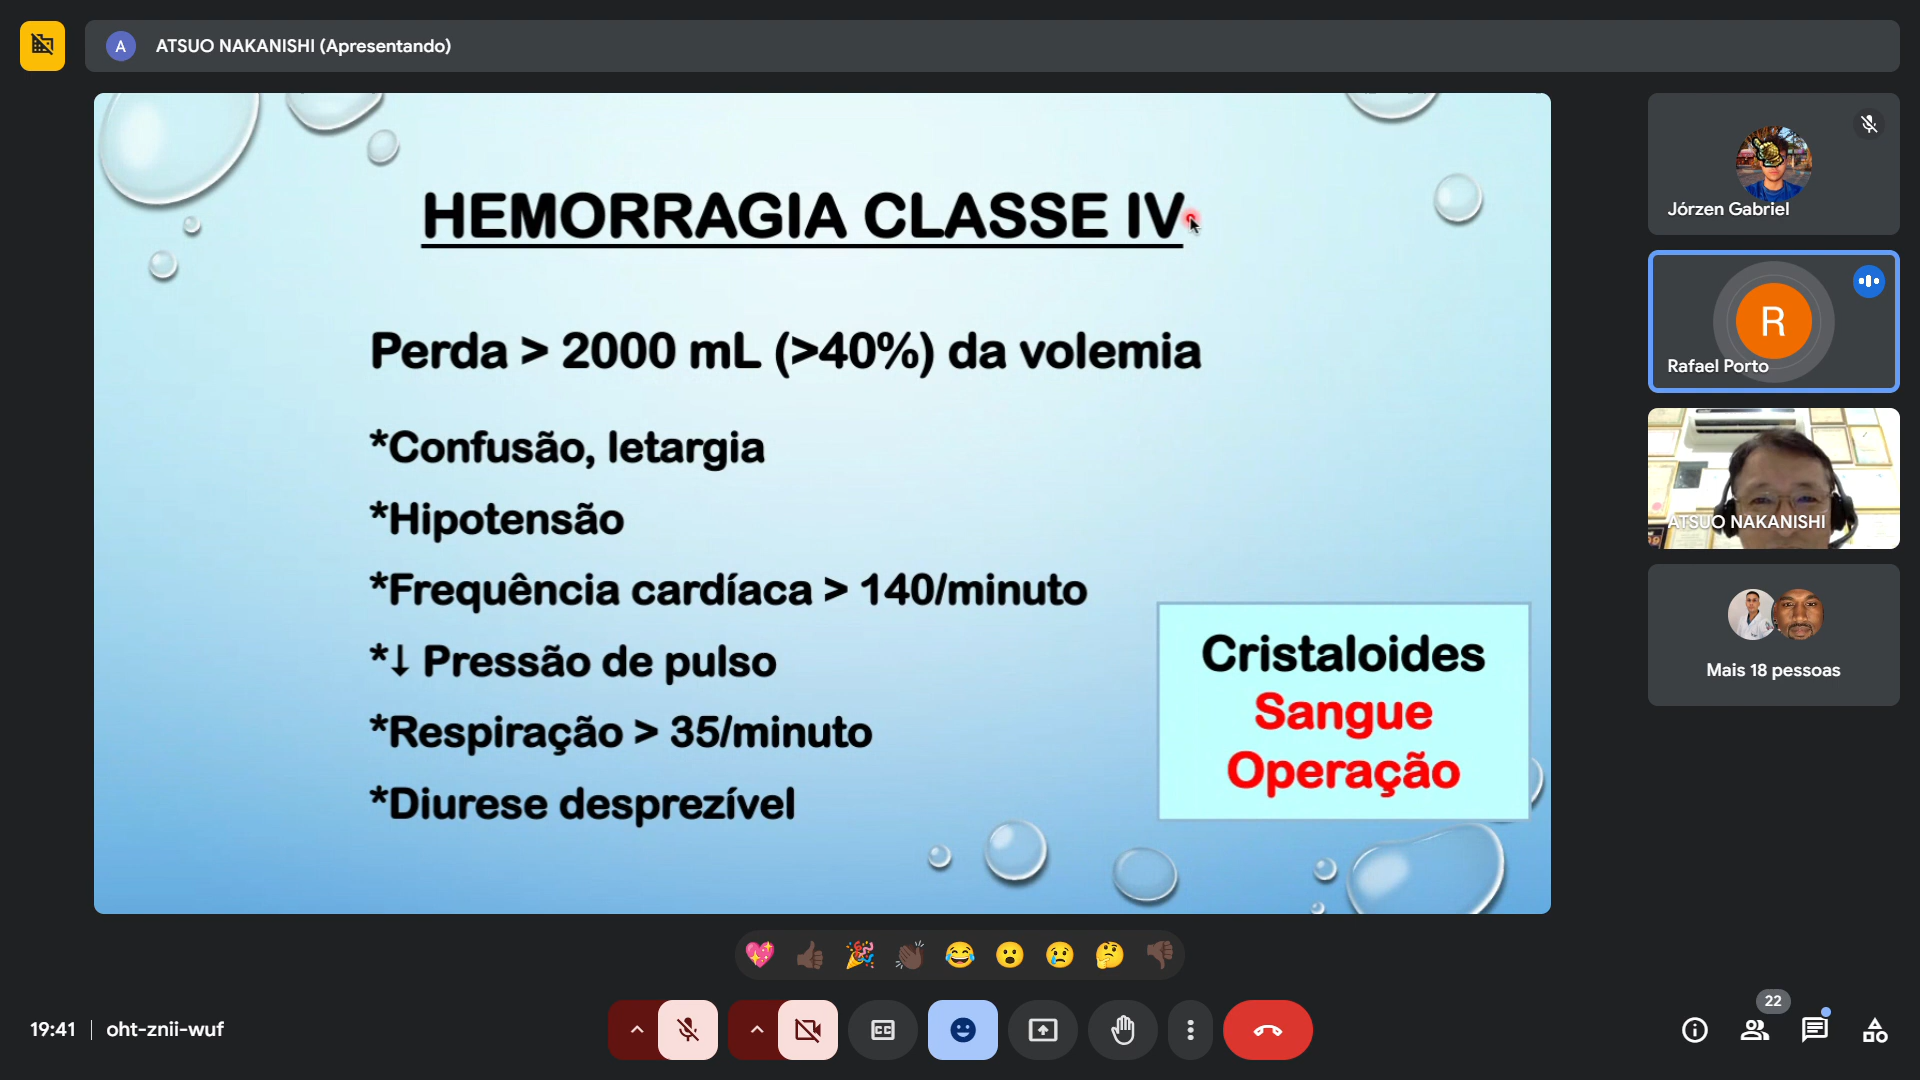 A ATSUO NAKANISHI (Apresentando)
HEMORRAGIA CLASSE IV
Perda > 2000 mL (>40%) da volemia
*Confusão, letargia
*Hipotensão
*Frequência cardíaca > 140/minuto
*↓ Pressão de pulso
*Respiração > 35/minuto
*Diurese desprezível
Cristaloides
Sangue
Operação
Jórzen Gabriel
R
Rafael Porto
ATSUO NAKANISHI
Mais 18 pessoas
19:41 | oht-znii-wuf
CC
22